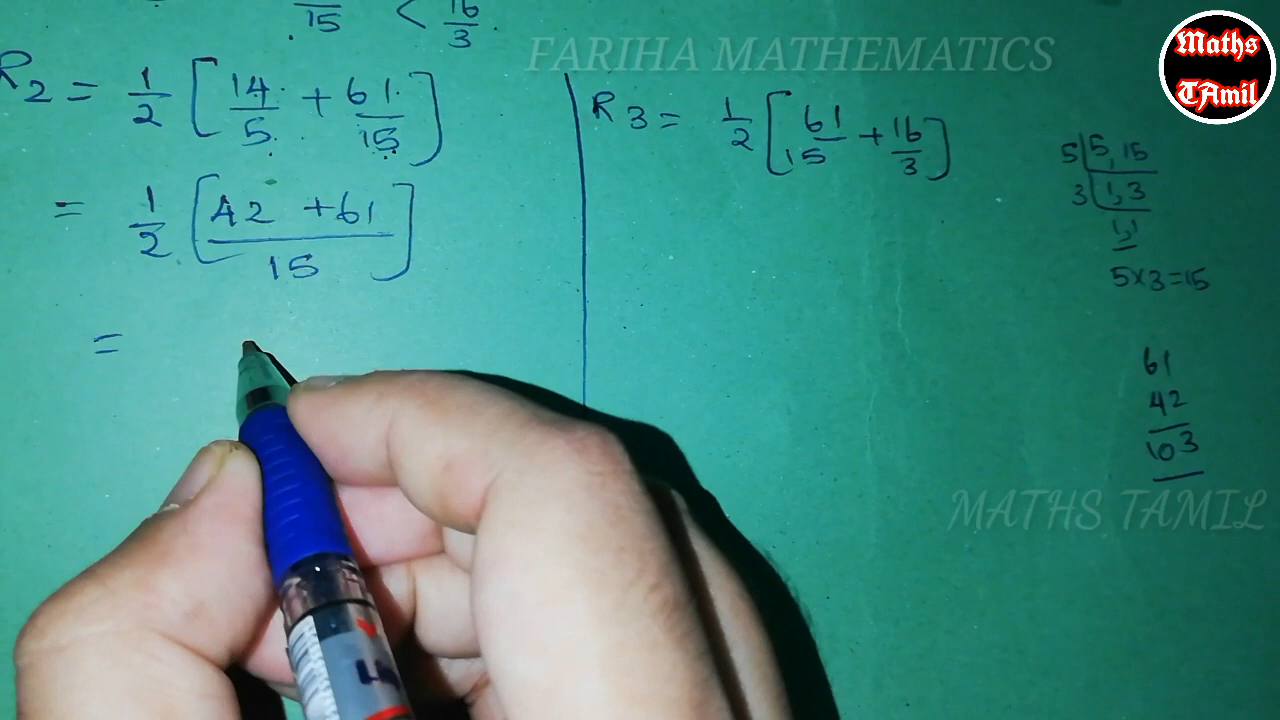 15 < 16/3
FARIHA MATHEMATICS
Maths
TAmil
R2 = 1/2 [14/5 + 61/15]
= 1/2 [42 + 61/15]
=
R3 = 1/2 [61/15 + 16/3]
5 | 5, 15
3 | 1, 3
1, 1
5×3=15
61
42
103
MATHS TAMIL